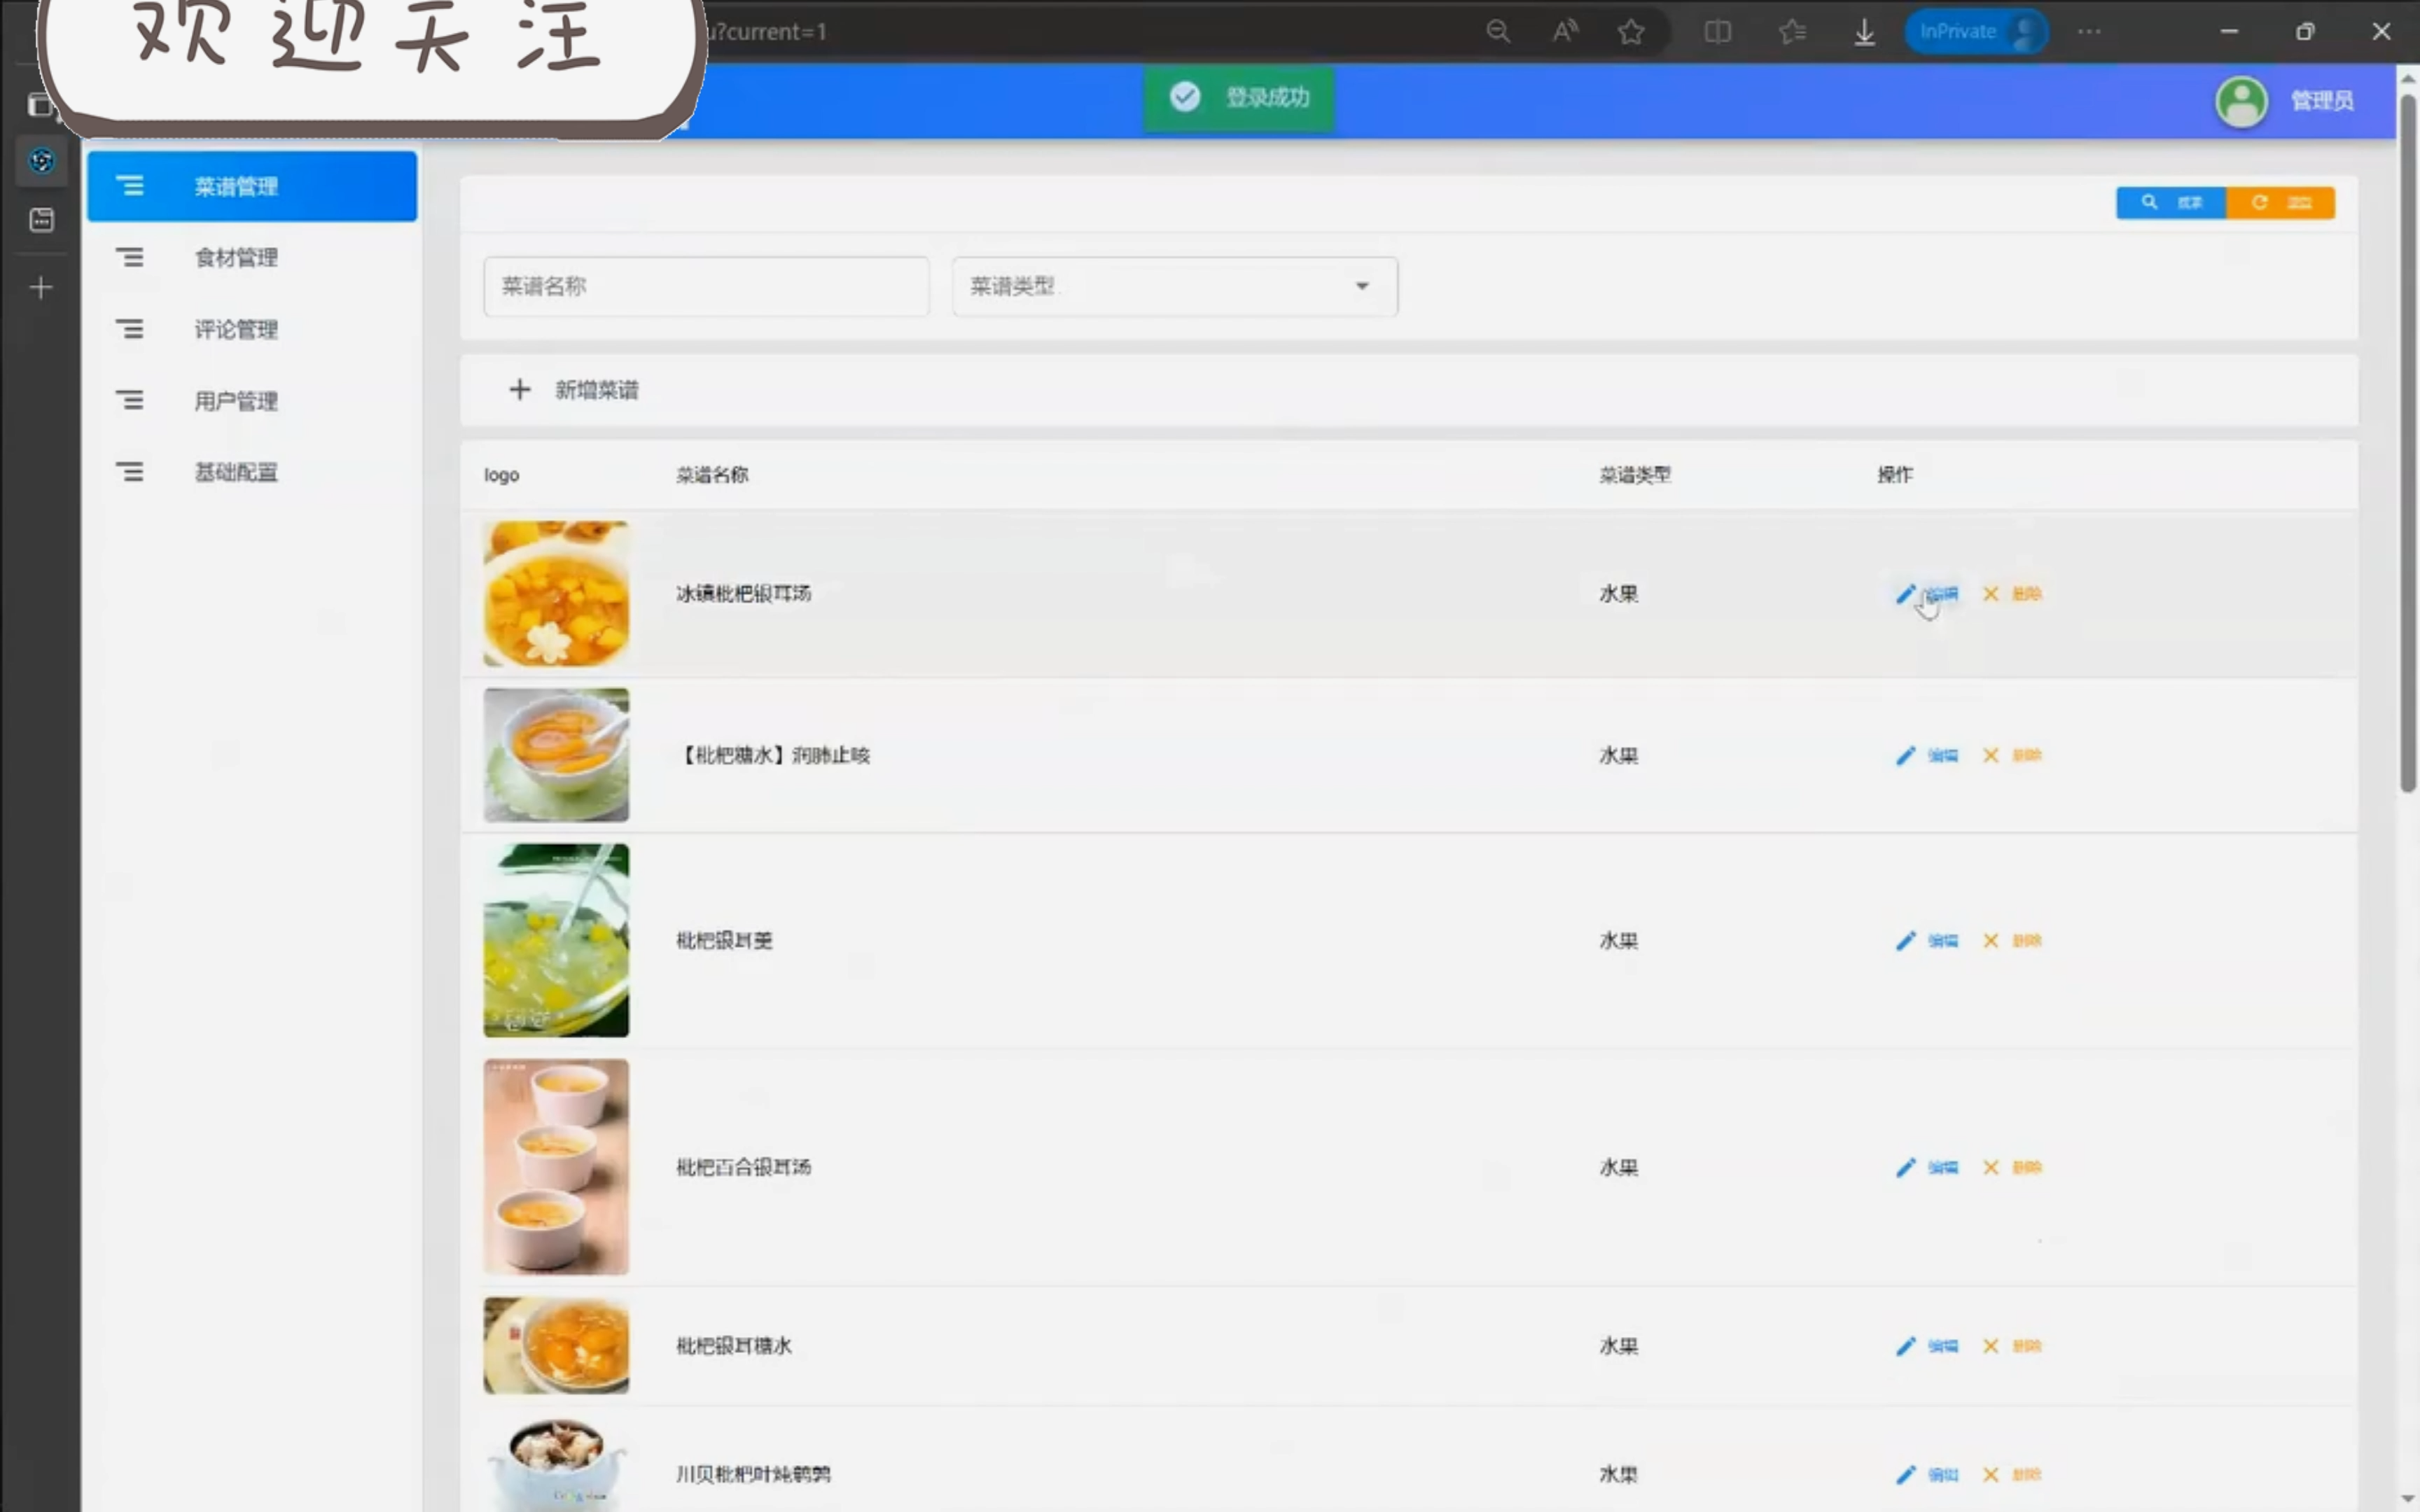 欢迎关注
u?current=1
InPrivate
登录成功
管理员
菜谱管理
食材管理
评论管理
用户管理
基础配置
菜谱名称
菜谱类型
新增菜谱
logo 菜谱名称 菜谱类型 操作
冰镇枇杷银耳汤 水果 编辑 删除
【枇杷糖水】润肺止咳 水果 编辑 删除
枇杷银耳羹 水果 编辑 删除
枇杷百合银耳汤 水果 编辑 删除
枇杷银耳糖水 水果 编辑 删除
川贝枇杷叶炖鹌鹑 水果 编辑 删除